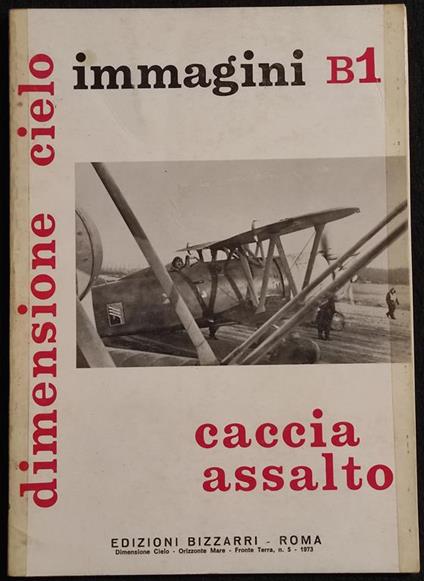 dimensione cielo
immagini B1
caccia
assalto
EDIZIONI BIZZARRI - ROMA
Dimensione Cielo - Orizzonte Mare - Fronte Terra, n. 5 - 1973